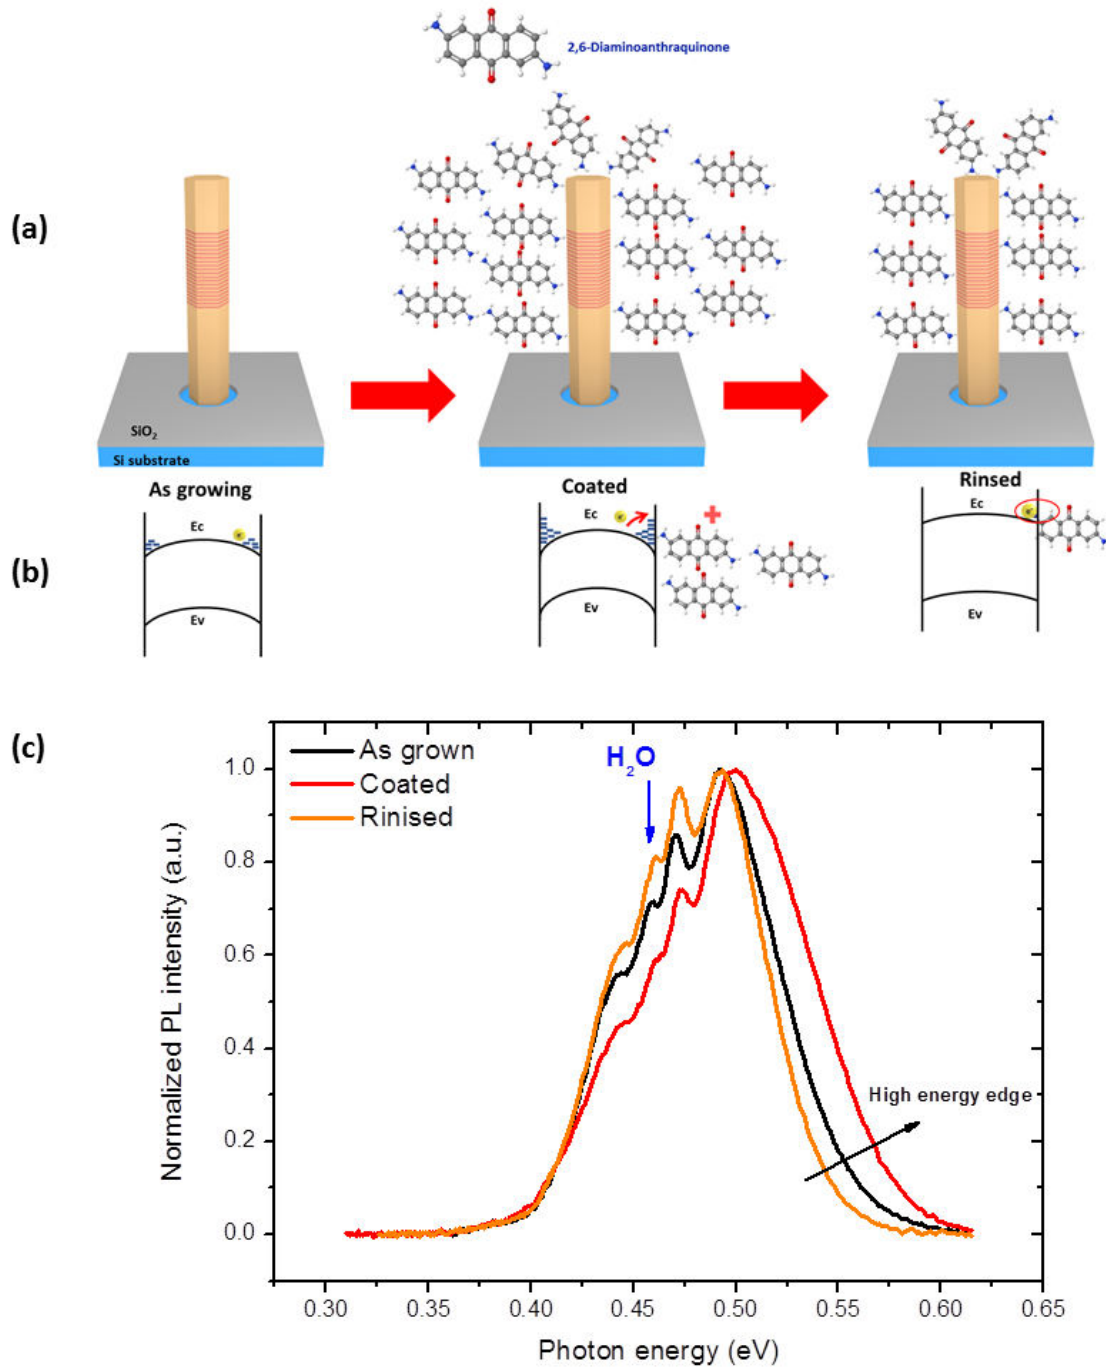 2,6-Diaminoanthraquinone
(a)
SiO2
Si substrate
As growing
Coated
Rinsed
(b)
Ec
Ev
Ec
Ev
Ec
Ev
(c)
As grown
Coated
Rinised
H2O
High energy edge
Normalized PL intensity (a.u.)
1.0
0.8
0.6
0.4
0.2
0.0
0.30 0.35 0.40 0.45 0.50 0.55 0.60 0.65
Photon energy (eV)